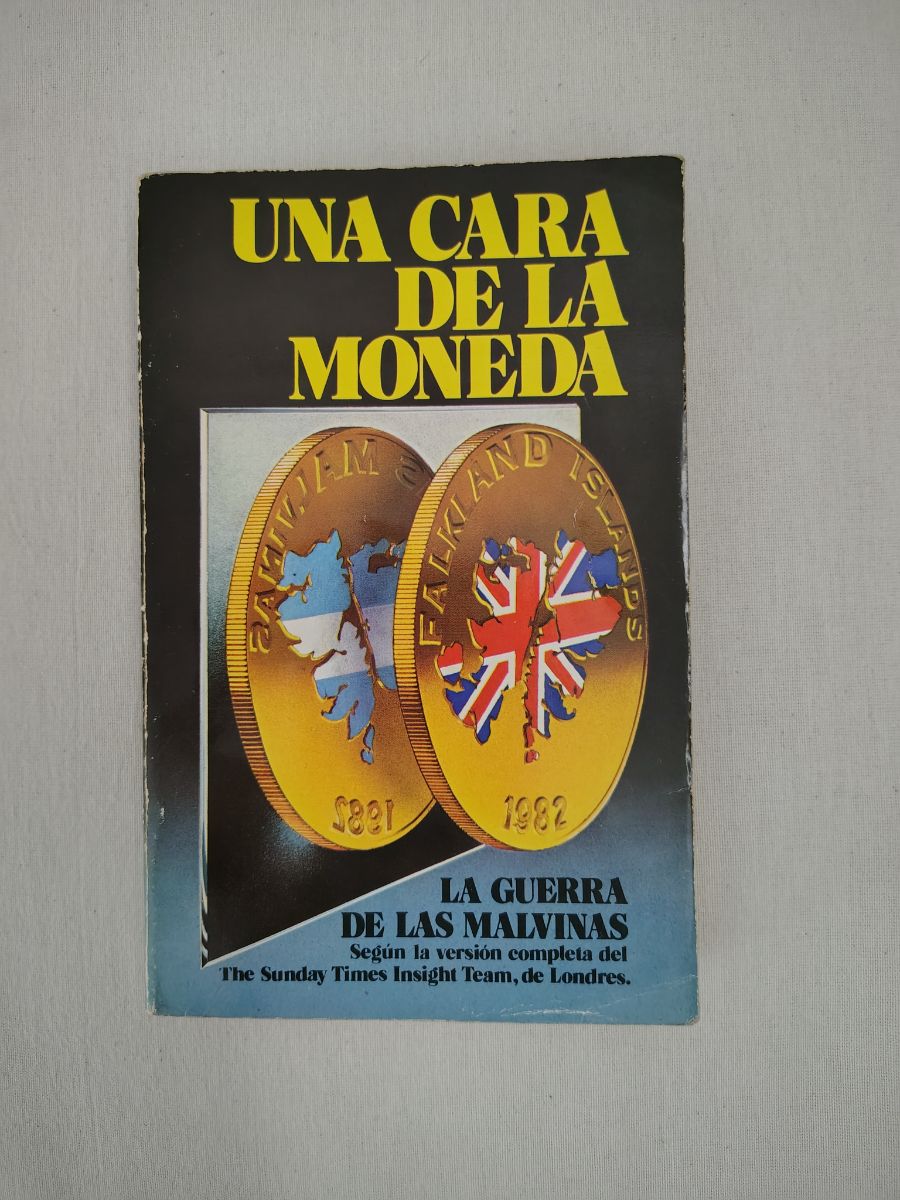 UNA CARA
DE LA
MONEDA
MALVINAS
FALKLAND ISLANDS
1982
1982
LA GUERRA
DE LAS MALVINAS
Según la versión completa del
The Sunday Times Insight Team, de Londres.